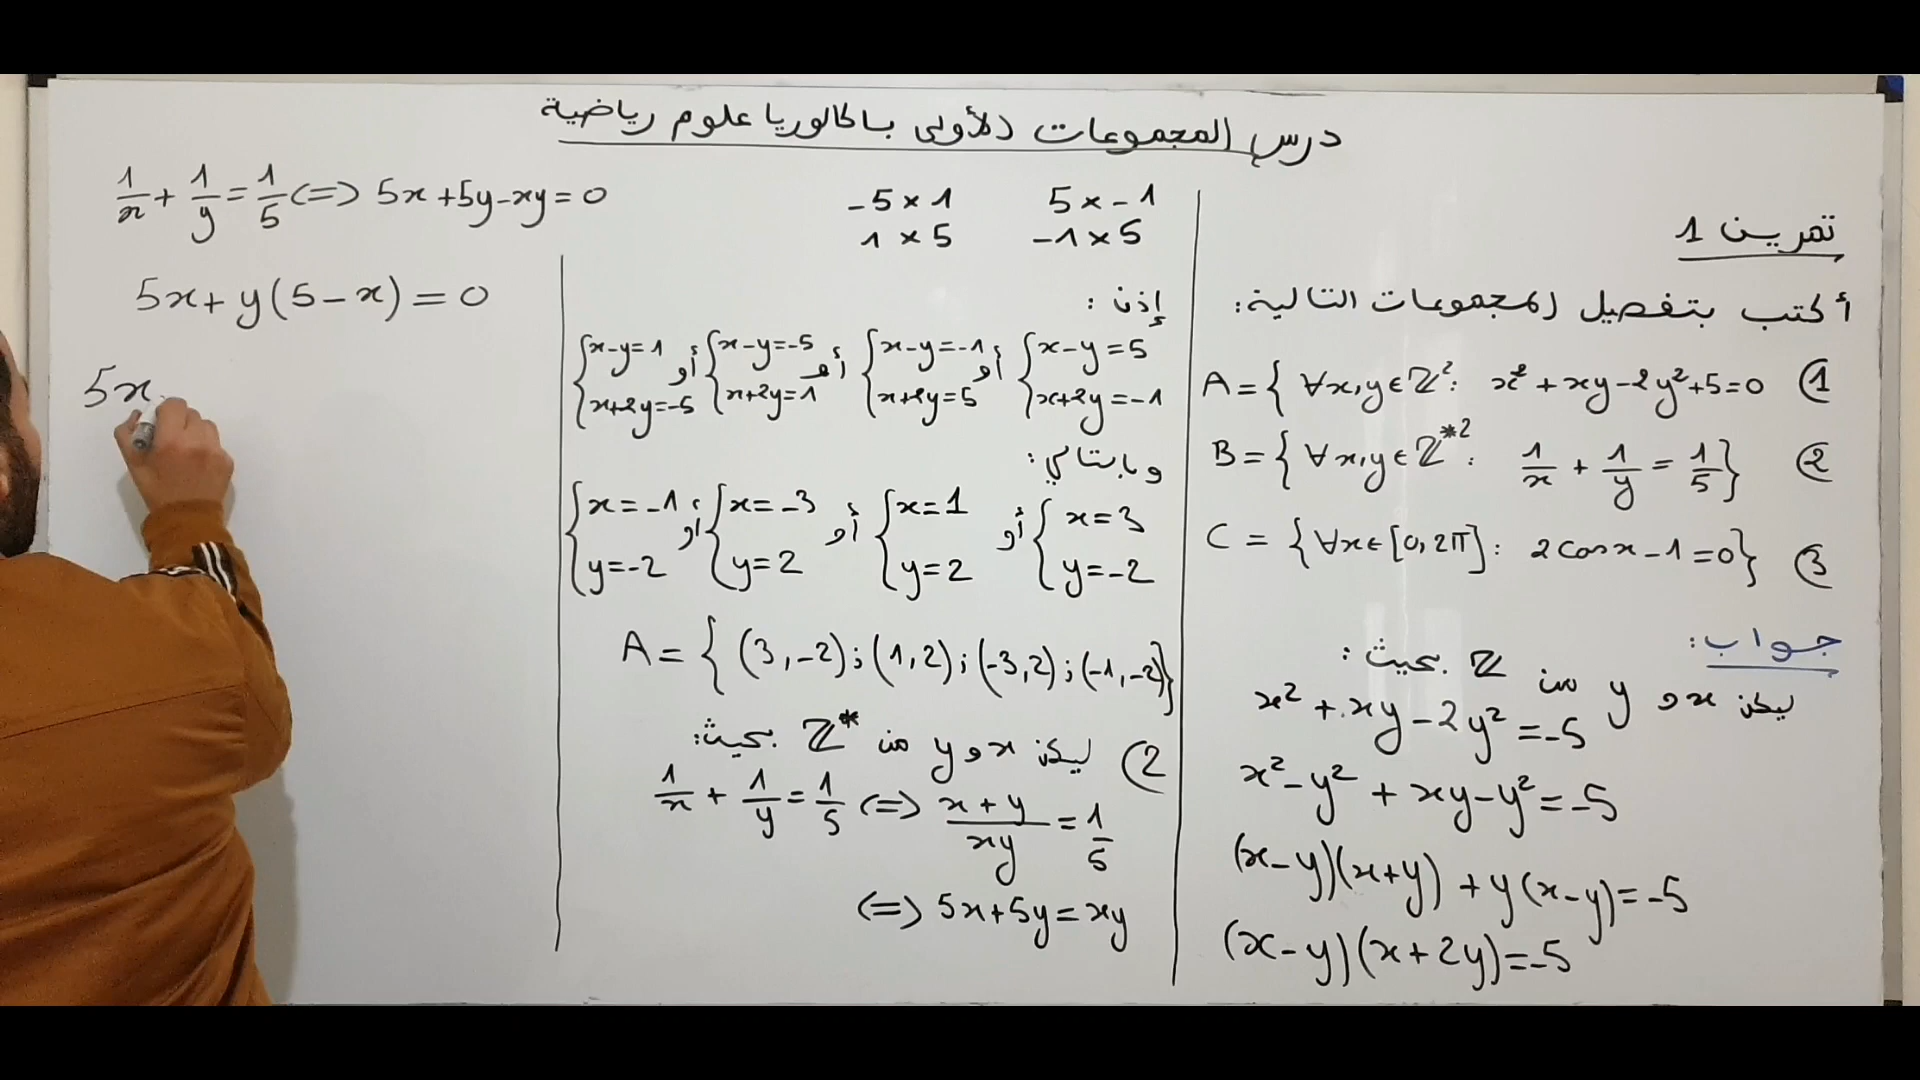 درس المجموعات الأولى باكالوريا علوم رياضية
تمرين 1
أكتب بتفصيل المجموعات التالية:
A = { ∀x,y ∈ ℤ² : x² + xy - 2y² + 5 = 0 (1
B = { ∀x,y ∈ ℤ*² : 1/x + 1/y = 1/5 } (2
C = { ∀x ∈ [0, 2π] : 2cosx - 1 = 0 } (3
جواب:
ليكن x و y من ℤ بحيث:
x² + xy - 2y² = -5
x² - y² + xy - y² = -5
(x-y)(x+y) + y(x-y) = -5
(x-y)(x+2y) = -5
-5 × 1 5 × -1
1 × 5 -1 × 5
إذن:
{ x-y=5 أو { x-y=-1 أو { x-y=-5 أو { x-y=1
{ x+2y=-1 { x+2y=5 { x+2y=1 { x+2y=-5
وبالتالي:
{ x=3 أو { x=1 أو { x=-3 أو { x=-1
{ y=-2 { y=2 { y=2 { y=-2
A = { (3,-2) ; (1,2) ; (-3,2) ; (-1,-2) }
2) ليكن x و y من ℤ* بحيث:
1/x + 1/y = 1/5 <=> (x+y)/xy = 1/5
<=> 5x+5y = xy
1/x + 1/y = 1/5 <=> 5x+5y-xy=0
5x + y(5-x) = 0
5x